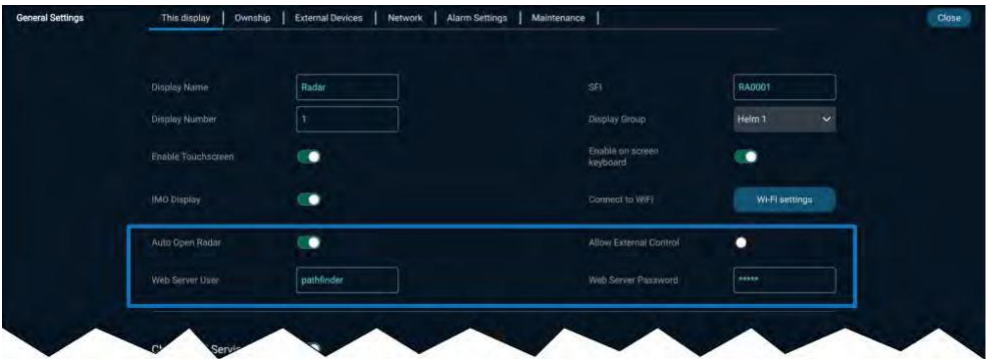 General Settings This display Ownship External Devices Network Alarm Settings Maintenance Close
Display Name Radar SFI RA0001
Display Number 1 Display Group Helm 1
Enable Touchscreen Enable on screen
keyboard
IMO Display Connect to WiFi Wi-Fi settings
Auto Open Radar Allow External Control
Web Server User pathfinder Web Server Password *****